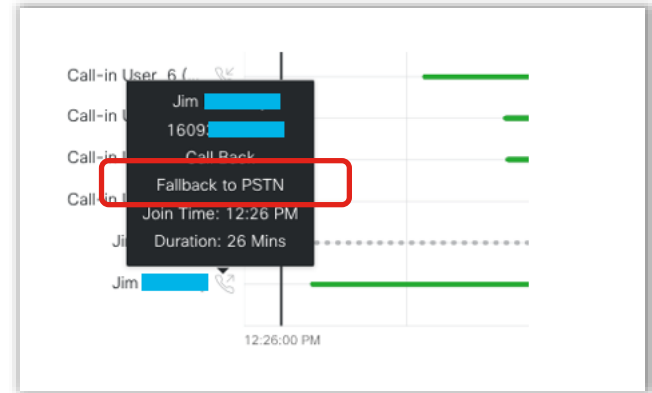 Call-in User_6 (...
Jim
16093
Call-in
Call Back
Call-in
Fallback to PSTN
Call-in
Join Time: 12:26 PM
Duration: 26 Mins
Jim
12:26:00 PM